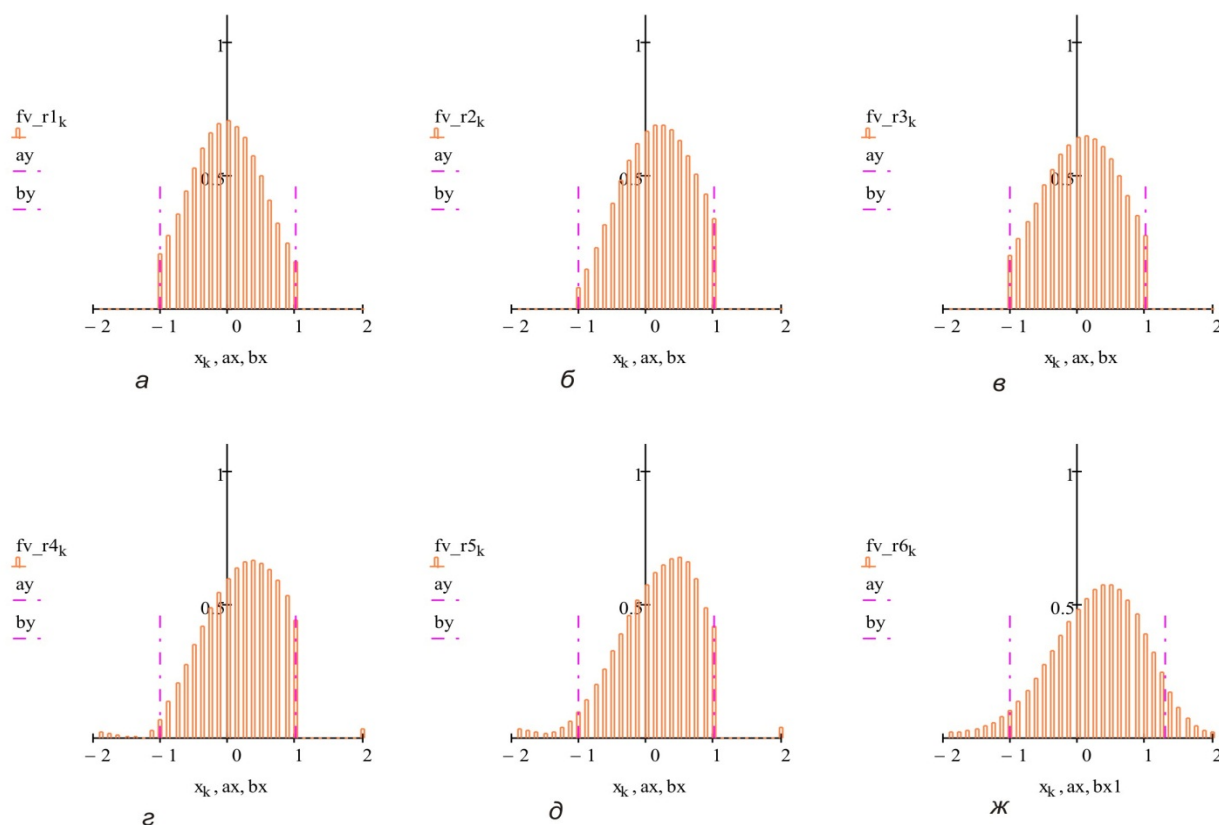 1
fv_r1k
ay
by
0.5
− 2 − 1 0 1 2
xk , ax, bx
а
1
fv_r2k
ay
by
0.5
− 2 − 1 0 1 2
xk , ax, bx
б
1
fv_r3k
ay
by
0.5
− 2 − 1 0 1 2
xk , ax, bx
в
1
fv_r4k
ay
by
0.5
− 2 − 1 0 1 2
xk , ax, bx
г
1
fv_r5k
ay
by
0.5
− 2 − 1 0 1 2
xk , ax, bx
д
1
fv_r6k
ay
by
0.5
− 2 − 1 0 1 2
xk , ax, bx1
ж